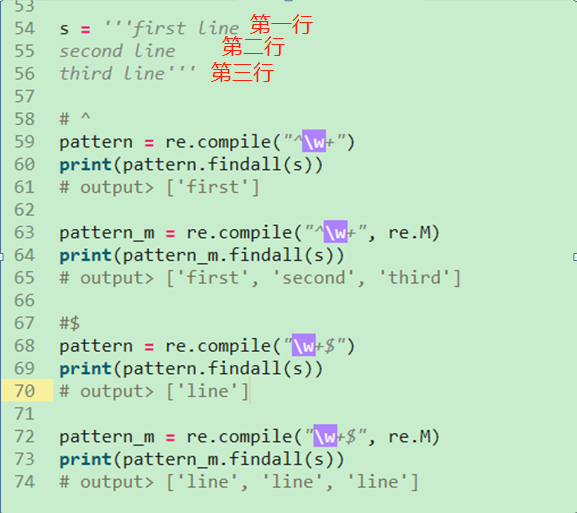 53
54 s = '''first line 第一行
55 second line 第二行
56 third line''' 第三行
57
58 # ^
59 pattern = re.compile("^\w+")
60 print(pattern.findall(s))
61 # output> ['first']
62
63 pattern_m = re.compile("^\w+", re.M)
64 print(pattern_m.findall(s))
65 # output> ['first', 'second', 'third']
66
67 #$
68 pattern = re.compile("\w+$")
69 print(pattern.findall(s))
70 # output> ['line']
71
72 pattern_m = re.compile("\w+$", re.M)
73 print(pattern_m.findall(s))
74 # output> ['line', 'line', 'line']